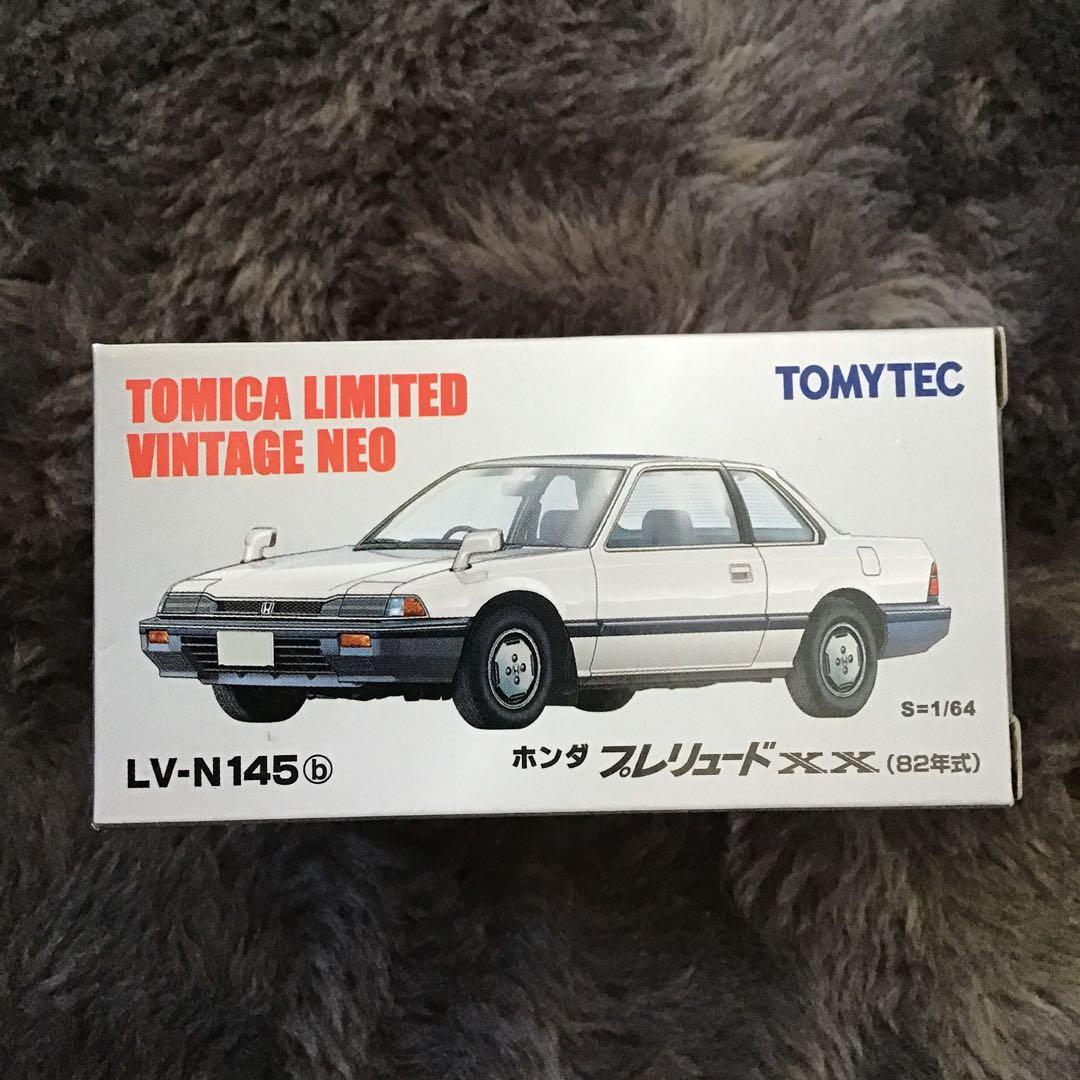 TOMICA LIMITED
VINTAGE NEO
TOMYTEC
S=1/64
LV-N145ⓑ
ホンダ プレリュードXX(82年式)